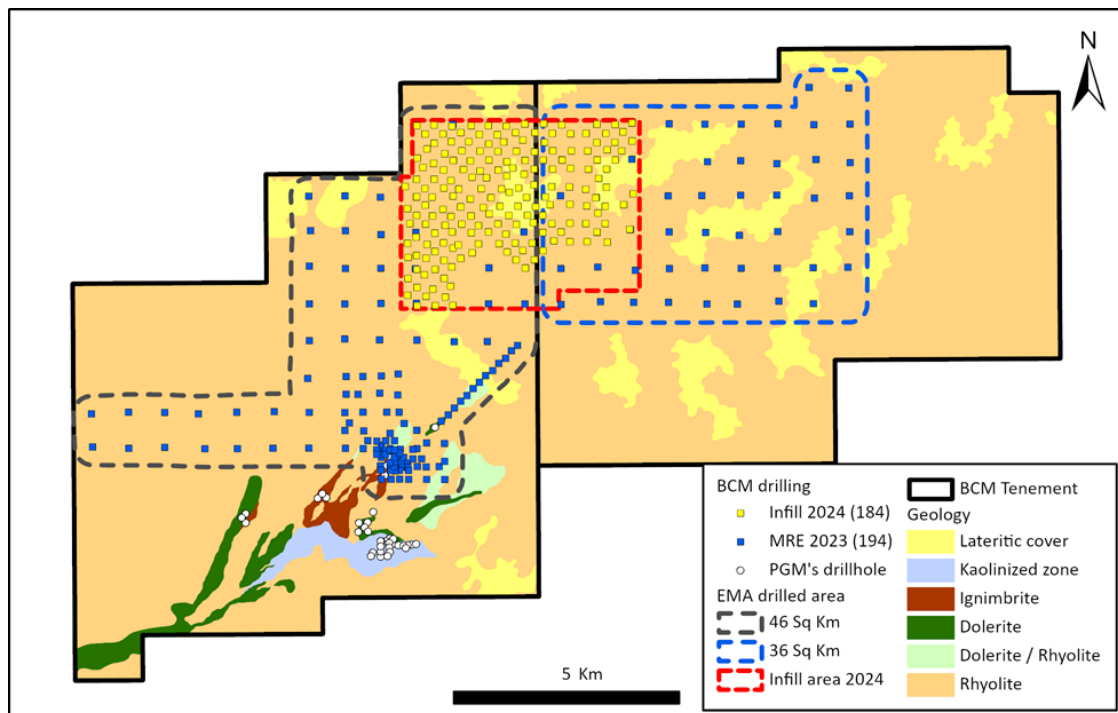 N
BCM drilling
Infill 2024 (184)
MRE 2023 (194)
PGM's drillhole
EMA drilled area
46 Sq Km
36 Sq Km
Infill area 2024
BCM Tenement
Geology
Lateritic cover
Kaolinized zone
Ignimbrite
Dolerite
Dolerite / Rhyolite
Rhyolite
5 Km